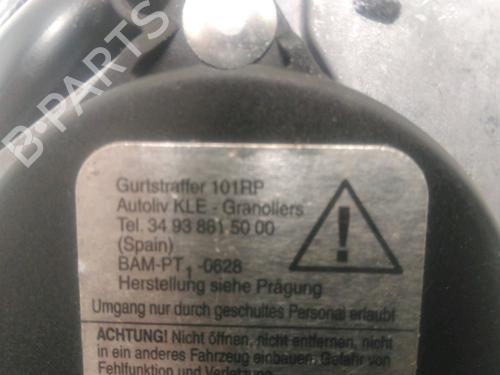 B-PARTS
Gurtstraffer 101RP
Autoliv KLE - Granollers
Tel. 34 93 861 50 00
(Spain)
BAM-PT₁-0628
Herstellung siehe Prägung
Umgang nur durch geschultes Personal erlaubt
ACHTUNG! Nicht öffnen, nicht entfernen, nicht
in ein anderes Fahrzeug einbauen. Gefahr von
Fehlfunktion und Verletzung